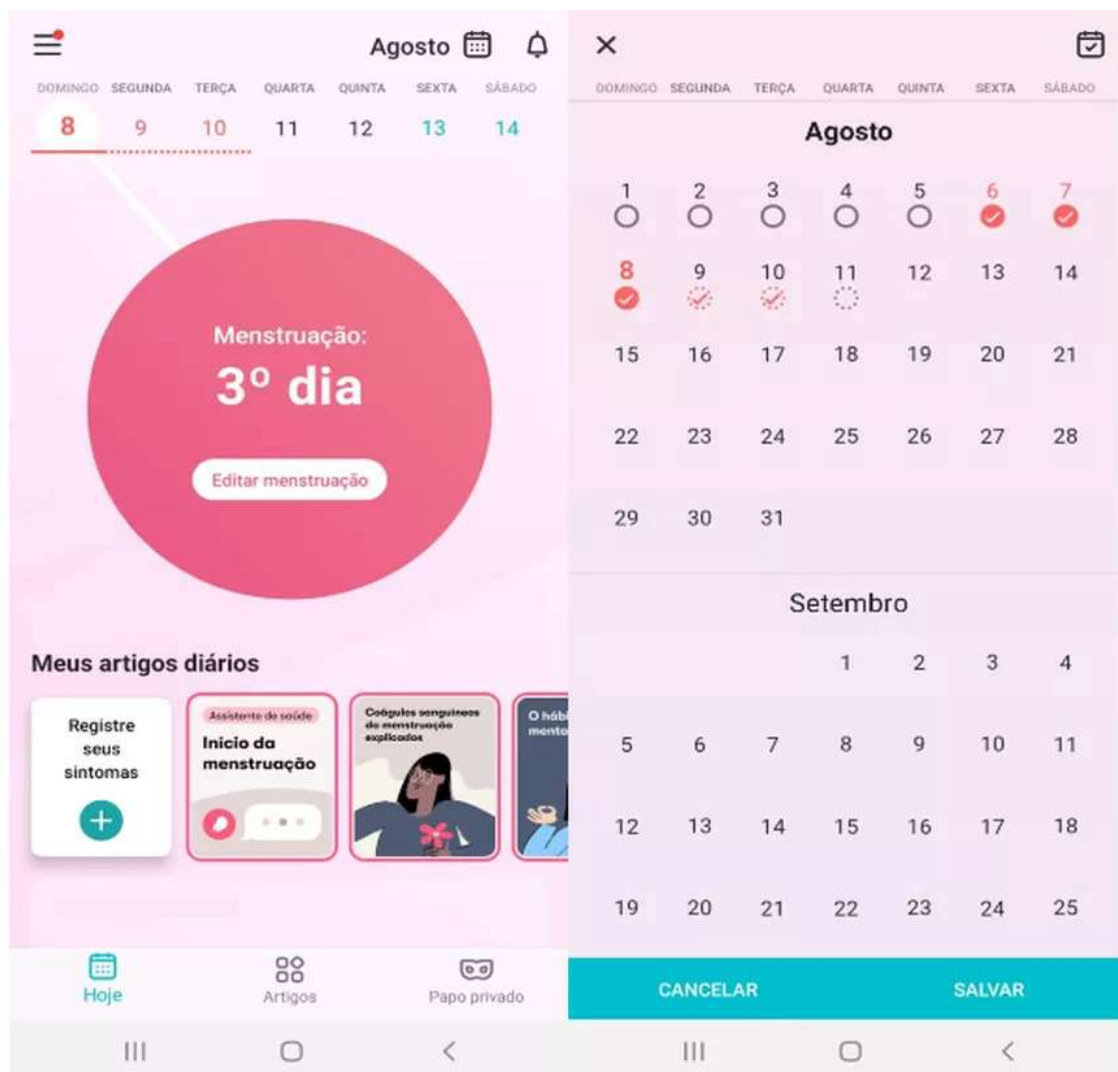 Agosto
DOMINGO SEGUNDA TERÇA QUARTA QUINTA SEXTA SÁBADO
8 9 10 11 12 13 14
Menstruação:
3º dia
Editar menstruação
Meus artigos diários
Registre
seus
sintomas
Assistente de saúde
Início da
menstruação
Coágulos sanguíneos
da menstruação
explicados
O hábi
menta
Hoje
Artigos
Papo privado
DOMINGO SEGUNDA TERÇA QUARTA QUINTA SEXTA SÁBADO
Agosto
1 2 3 4 5 6 7
8 9 10 11 12 13 14
15 16 17 18 19 20 21
22 23 24 25 26 27 28
29 30 31
Setembro
1 2 3 4
5 6 7 8 9 10 11
12 13 14 15 16 17 18
19 20 21 22 23 24 25
CANCELAR
SALVAR